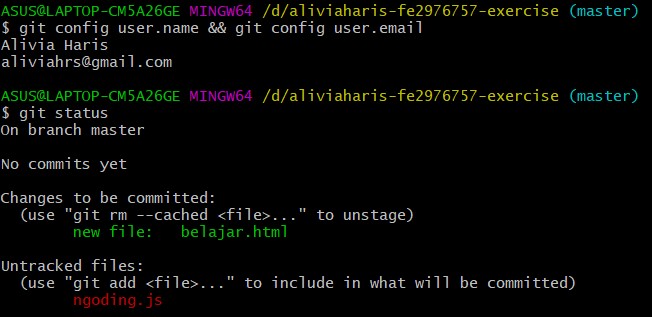 ASUS@LAPTOP-CM5A26GE MINGW64 /d/aliviaharis-fe2976757-exercise (master)
$ git config user.name && git config user.email
Alivia Haris
aliviahrs@gmail.com

ASUS@LAPTOP-CM5A26GE MINGW64 /d/aliviaharis-fe2976757-exercise (master)
$ git status
On branch master

No commits yet

Changes to be committed:
  (use "git rm --cached <file>..." to unstage)
        new file:   belajar.html

Untracked files:
  (use "git add <file>..." to include in what will be committed)
        ngoding.js